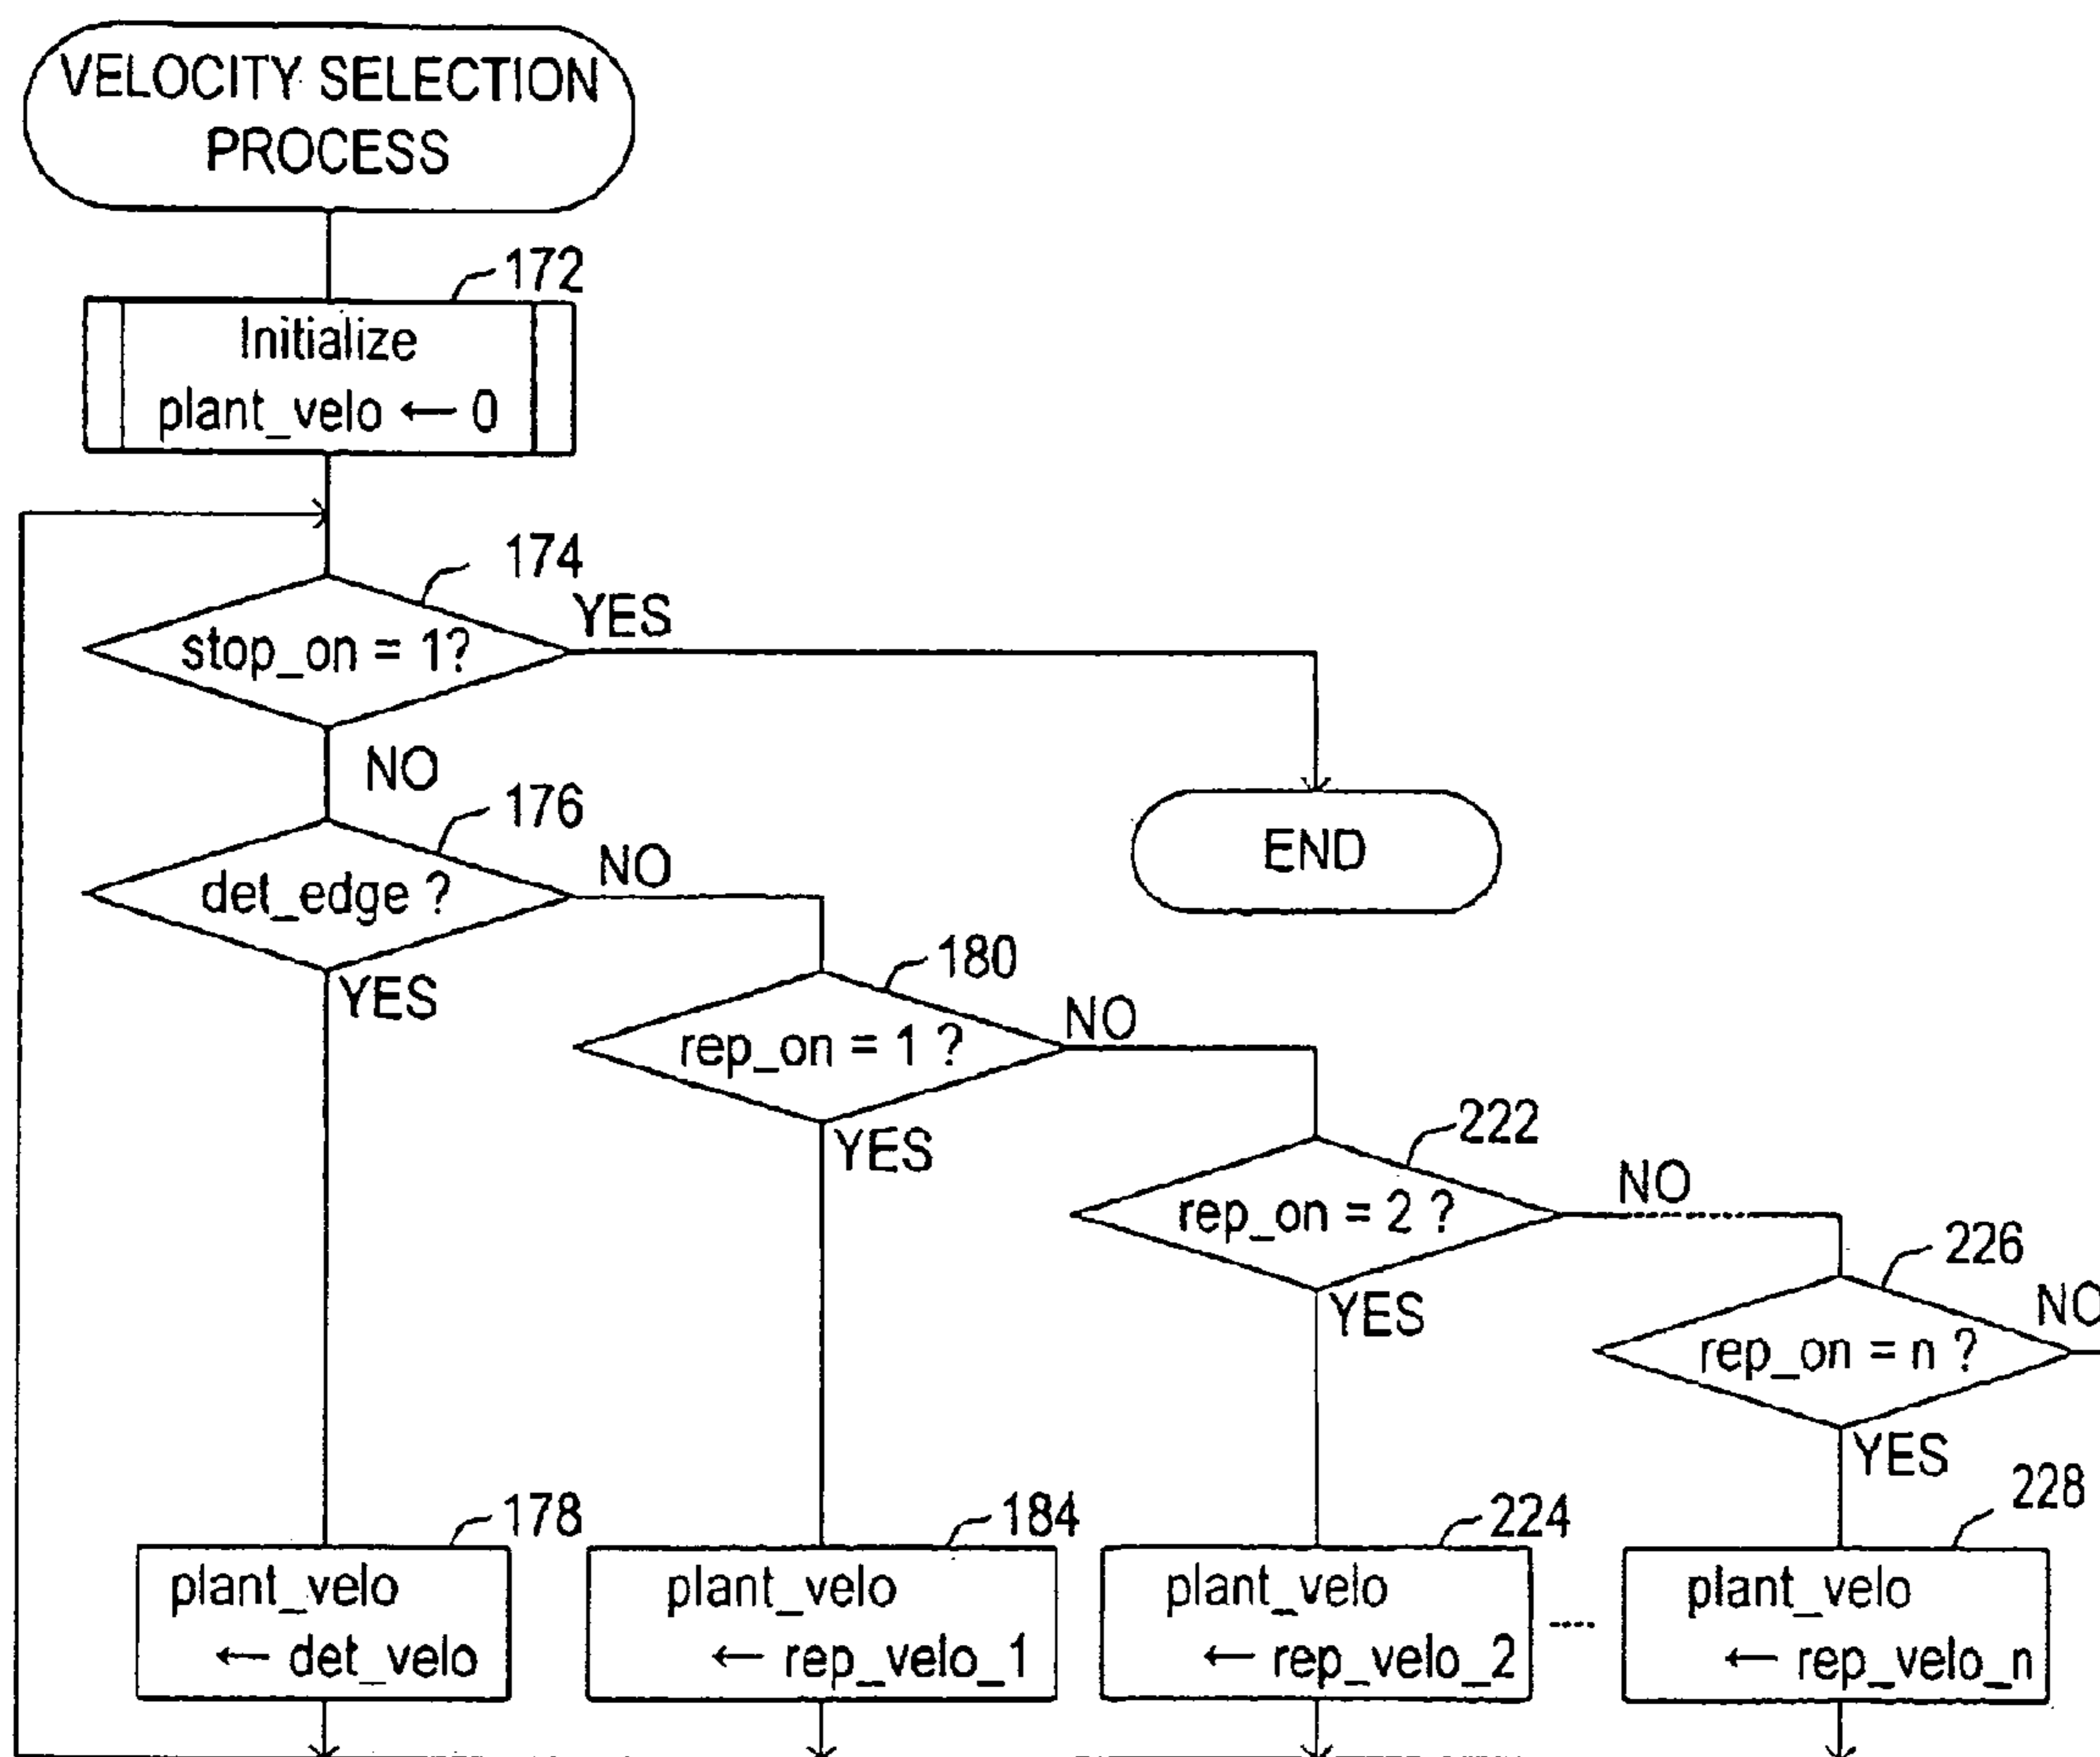 VELOCITY SELECTION
PROCESS
172
Initialize
plant_velo ← 0
174
stop_on = 1?
YES
NO
END
176
det_edge ?
NO
YES
180
rep_on = 1 ?
NO
YES
222
rep_on = 2 ?
NO
YES
226
rep_on = n ?
NO
YES
178
plant_velo
← det_velo
184
plant_velo
← rep_velo_1
224
plant_velo
← rep_velo_2
228
plant_velo
← rep_velo_n